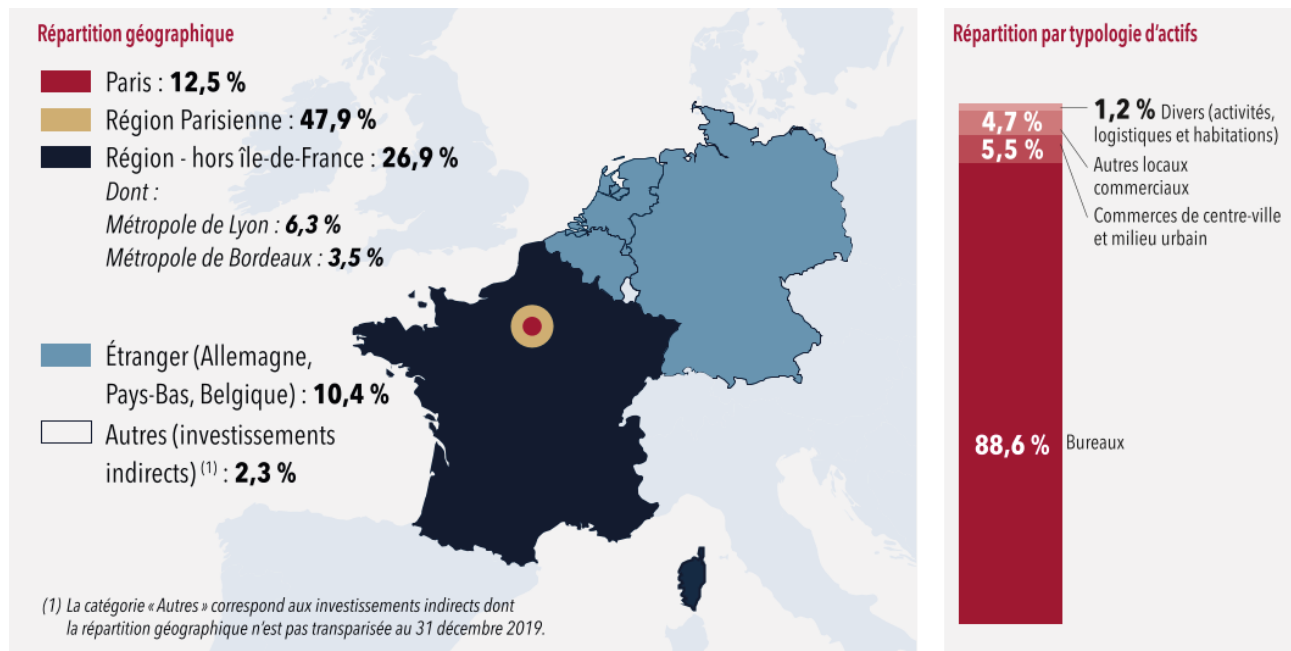 Répartition géographique
Paris : 12,5 %
Région Parisienne : 47,9 %
Région - hors île-de-France : 26,9 %
Dont :
Métropole de Lyon : 6,3 %
Métropole de Bordeaux : 3,5 %
Étranger (Allemagne,
Pays-Bas, Belgique) : 10,4 %
Autres (investissements
indirects) (1) : 2,3 %
(1) La catégorie « Autres » correspond aux investissements indirects dont
la répartition géographique n'est pas transparisée au 31 décembre 2019.
Répartition par typologie d'actifs
1,2 % Divers (activités,
logistiques et habitations)
4,7 %
Autres locaux
commerciaux
5,5 %
Commerces de centre-ville
et milieu urbain
88,6 %
Bureaux